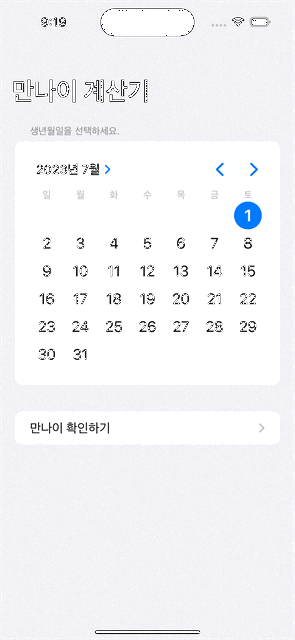 9:19
만나이 계산기
생년월일을 선택하세요.
2023년 7월
일 월 화 수 목 금 토
1
2 3 4 5 6 7 8
9 10 11 12 13 14 15
16 17 18 19 20 21 22
23 24 25 26 27 28 29
30 31
만나이 확인하기